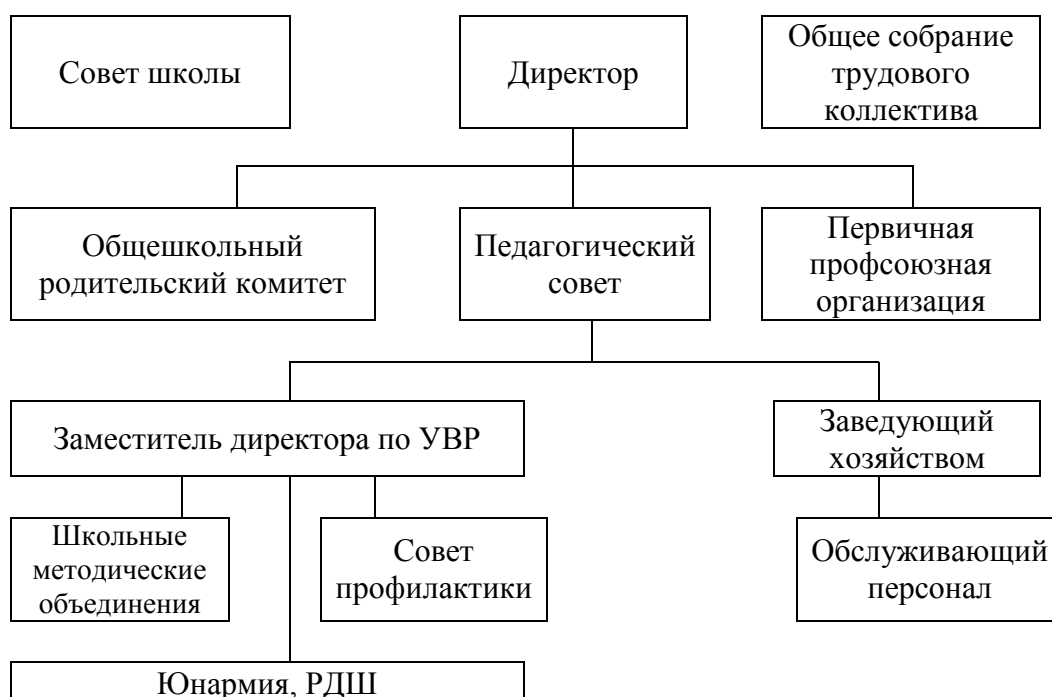 Совет школы
Директор
Общее собрание
трудового
коллектива
Общешкольный
родительский комитет
Педагогический
совет
Первичная
профсоюзная
организация
Заместитель директора по УВР
Заведующий
хозяйством
Школьные
методические
объединения
Совет
профилактики
Обслуживающий
персонал
Юнармия, РДШ